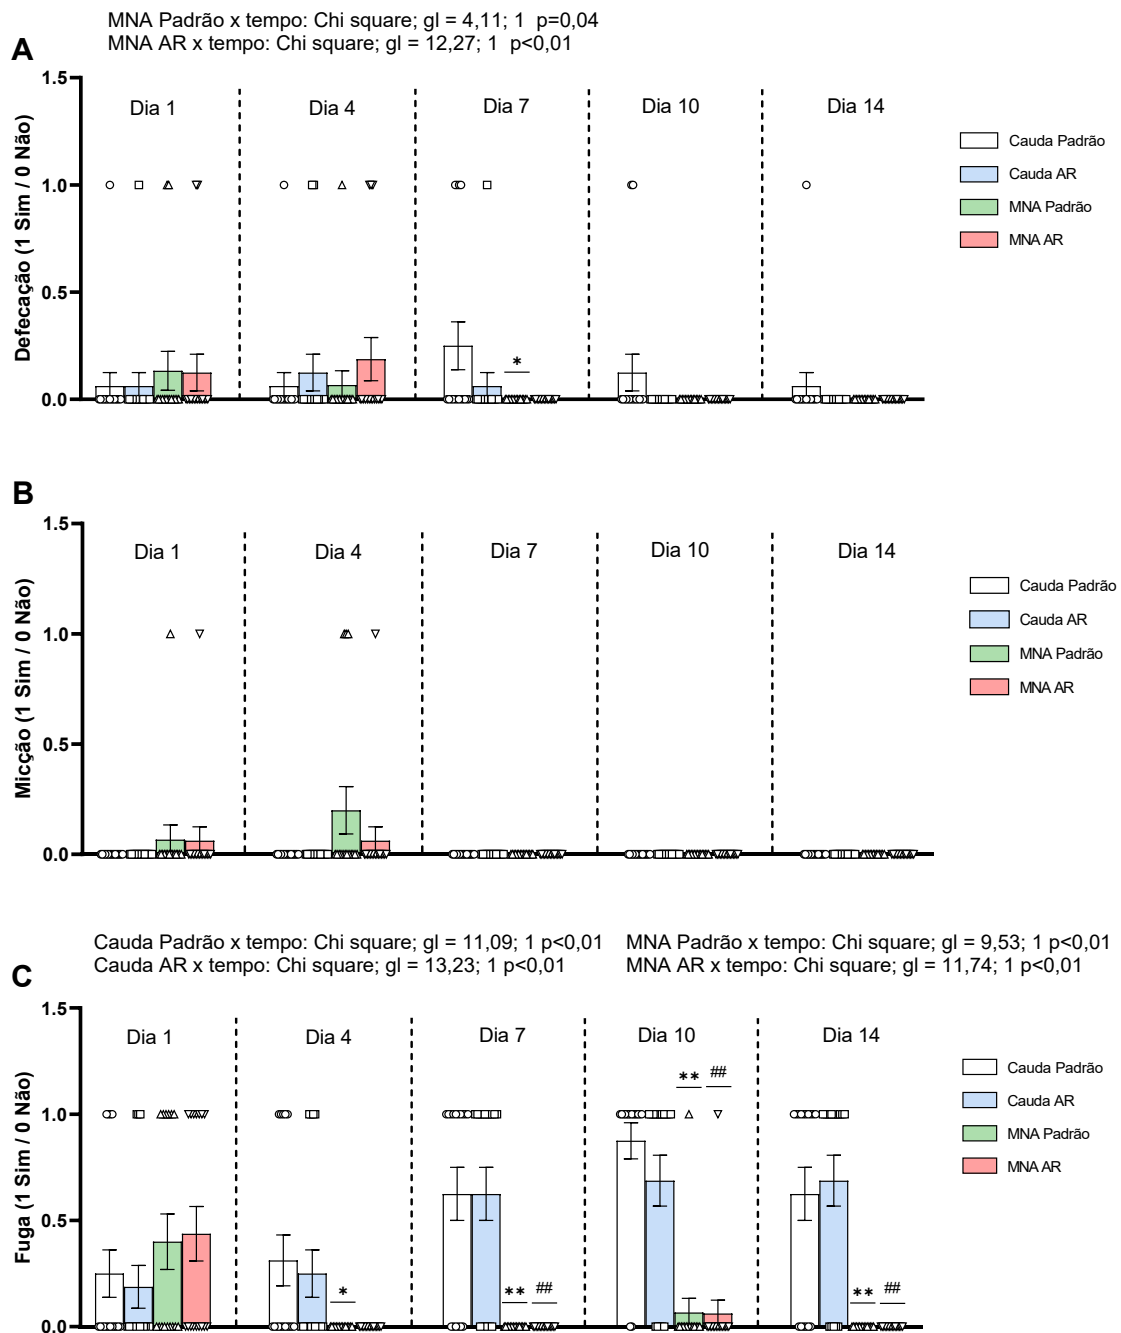 MNA Padrão x tempo: Chi square; gl = 4,11; 1 p=0,04
MNA AR x tempo: Chi square; gl = 12,27; 1 p<0,01
A
1.5
1.0
0.5
0.0
Defecação (1 Sim / 0 Não)
Dia 1
Dia 4
Dia 7
Dia 10
Dia 14
*
Cauda Padrão
Cauda AR
MNA Padrão
MNA AR
B
1.5
1.0
0.5
0.0
Micção (1 Sim / 0 Não)
Dia 1
Dia 4
Dia 7
Dia 10
Dia 14
Cauda Padrão
Cauda AR
MNA Padrão
MNA AR
Cauda Padrão x tempo: Chi square; gl = 11,09; 1 p<0,01
Cauda AR x tempo: Chi square; gl = 13,23; 1 p<0,01
MNA Padrão x tempo: Chi square; gl = 9,53; 1 p<0,01
MNA AR x tempo: Chi square; gl = 11,74; 1 p<0,01
C
1.5
1.0
0.5
0.0
Fuga (1 Sim / 0 Não)
Dia 1
Dia 4
Dia 7
Dia 10
Dia 14
*
** ##
** ##
** ##
Cauda Padrão
Cauda AR
MNA Padrão
MNA AR